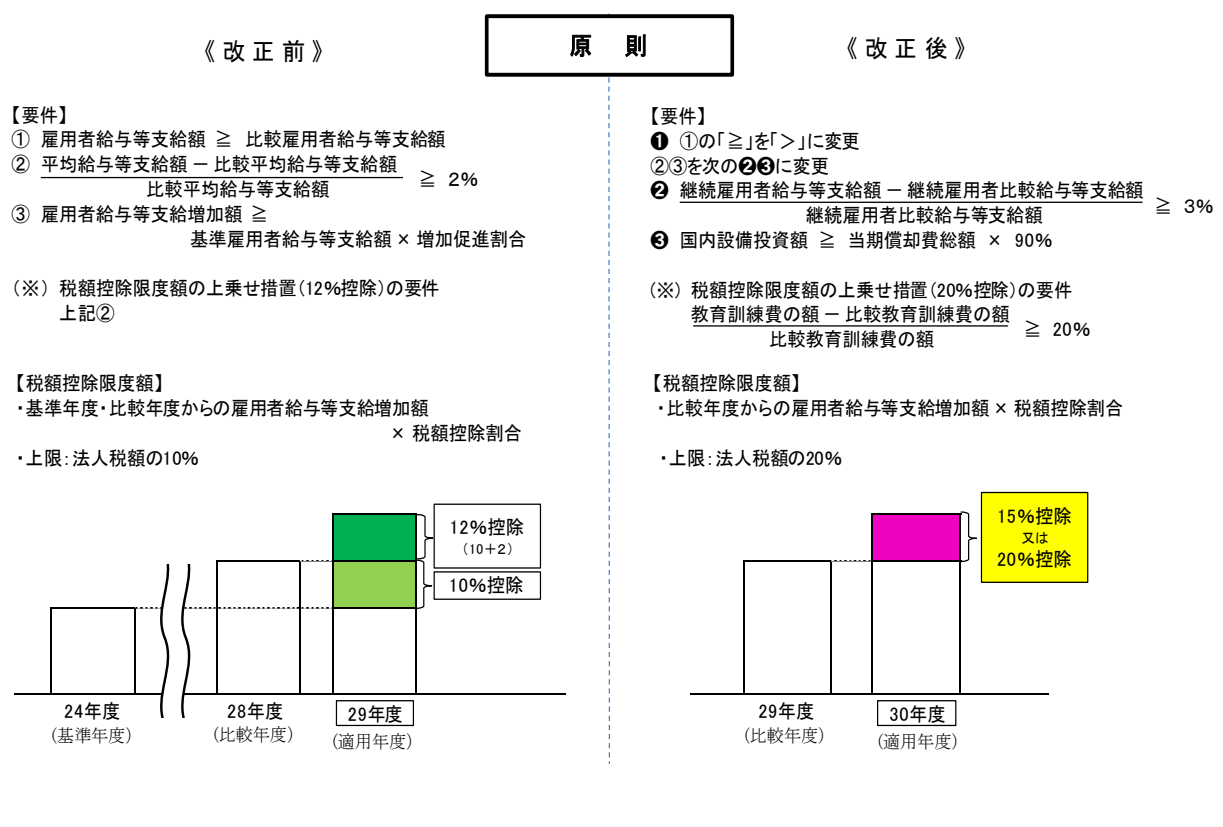 原　則
《 改 正 前 》
【要件】
① 雇用者給与等支給額 ≧ 比較雇用者給与等支給額
② 平均給与等支給額 － 比較平均給与等支給額
比較平均給与等支給額
≧ 2%
③ 雇用者給与等支給増加額 ≧
基準雇用者給与等支給額 × 増加促進割合
（※） 税額控除限度額の上乗せ措置（12%控除）の要件
上記②
【税額控除限度額】
・基準年度・比較年度からの雇用者給与等支給増加額
× 税額控除割合
・上限：法人税額の10%
12%控除
（10＋2）
10%控除
24年度
（基準年度）
28年度
（比較年度）
29年度
（適用年度）
《 改 正 後 》
【要件】
❶ ①の「≧」を「＞」に変更
②③を次の❷❸に変更
❷ 継続雇用者給与等支給額 － 継続雇用者比較給与等支給額
継続雇用者比較給与等支給額
≧ 3%
❸ 国内設備投資額 ≧ 当期償却費総額 × 90%
（※） 税額控除限度額の上乗せ措置（20%控除）の要件
教育訓練費の額 － 比較教育訓練費の額
比較教育訓練費の額
≧ 20%
【税額控除限度額】
・比較年度からの雇用者給与等支給増加額 × 税額控除割合
・上限：法人税額の20%
15%控除
又は
20%控除
29年度
（比較年度）
30年度
（適用年度）